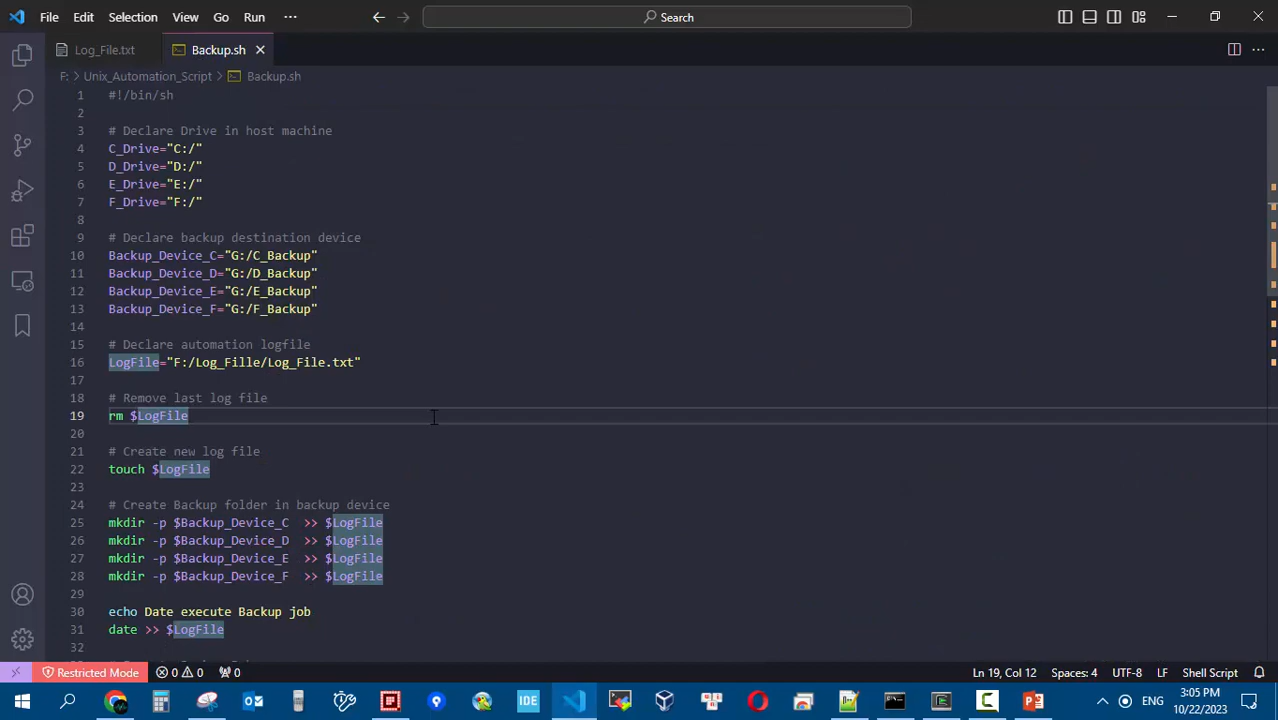 File Edit Selection View Go Run ··· Search
Log_File.txt Backup.sh
F: > Unix_Automation_Script > Backup.sh
1 #!/bin/sh
2
3 # Declare Drive in host machine
4 C_Drive="C:/"
5 D_Drive="D:/"
6 E_Drive="E:/"
7 F_Drive="F:/"
8
9 # Declare backup destination device
10 Backup_Device_C="G:/C_Backup"
11 Backup_Device_D="G:/D_Backup"
12 Backup_Device_E="G:/E_Backup"
13 Backup_Device_F="G:/F_Backup"
14
15 # Declare automation logfile
16 LogFile="F:/Log_Fille/Log_File.txt"
17
18 # Remove last log file
19 rm $LogFile
20
21 # Create new log file
22 touch $LogFile
23
24 # Create Backup folder in backup device
25 mkdir -p $Backup_Device_C >> $LogFile
26 mkdir -p $Backup_Device_D >> $LogFile
27 mkdir -p $Backup_Device_E >> $LogFile
28 mkdir -p $Backup_Device_F >> $LogFile
29
30 echo Date execute Backup job
31 date >> $LogFile
32
Restricted Mode 0 0 0 Ln 19, Col 12 Spaces: 4 UTF-8 LF Shell Script
IDE ENG 3:05 PM
10/22/2023